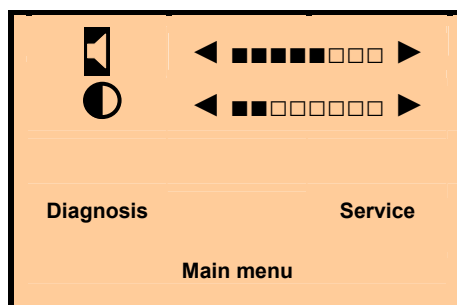 ◄ ■■■■■□□□ ►
◄ ■■□□□□□□ ►
Diagnosis Service
Main menu